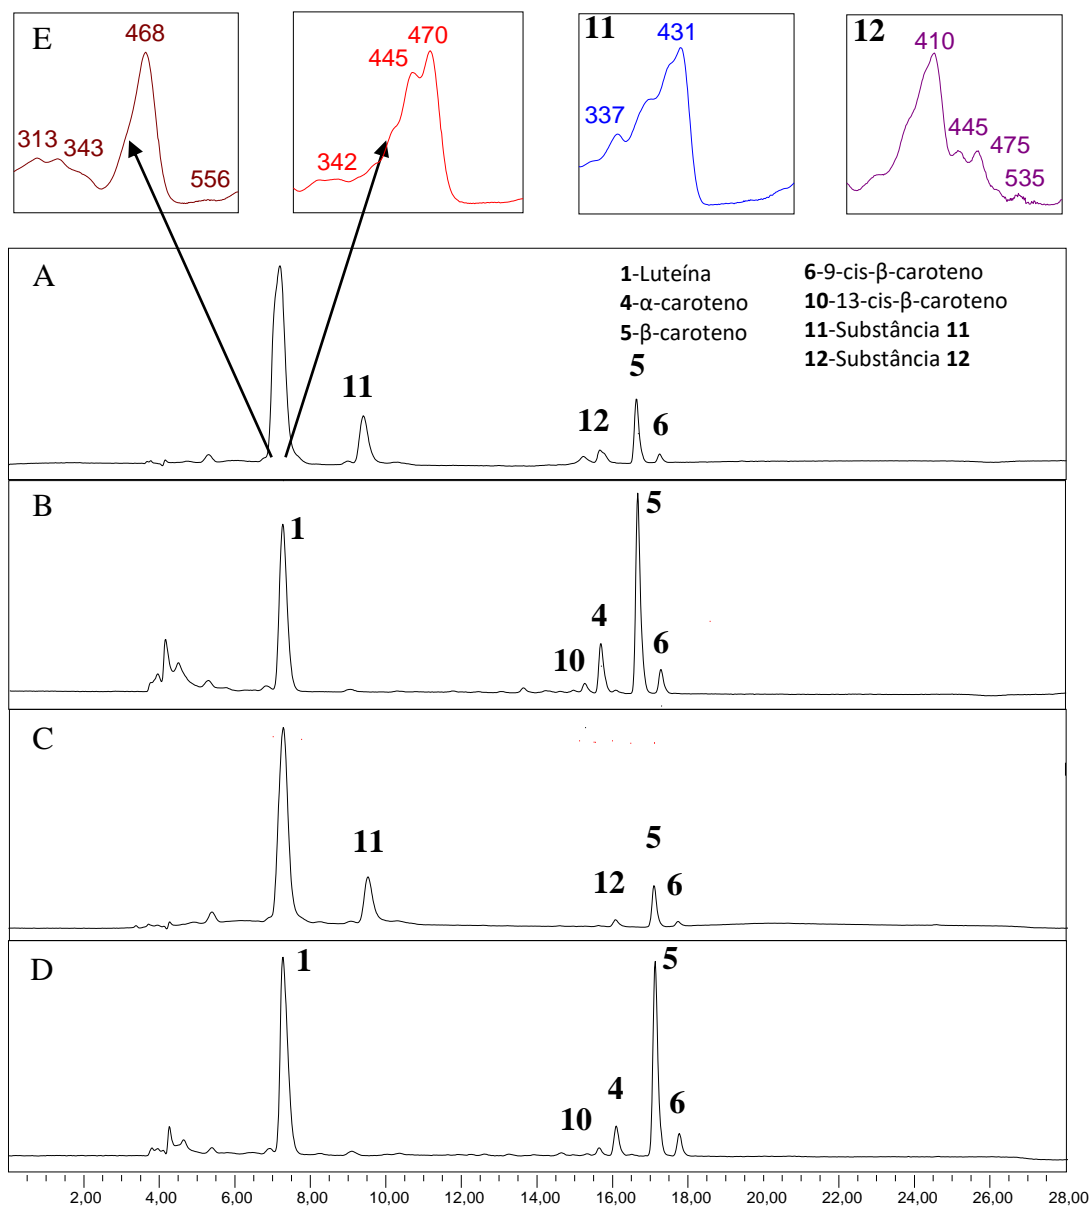 E
468
313
343
556
445
470
342
11
431
337
12
410
445
475
535
A
1-Luteína
4-α-caroteno
5-β-caroteno
6-9-cis-β-caroteno
10-13-cis-β-caroteno
11-Substância 11
12-Substância 12
11
12
5
6
B
1
10
4
5
6
C
11
12
5
6
D
1
10
4
5
6
2,00 4,00 6,00 8,00 10,00 12,00 14,00 16,00 18,00 20,00 22,00 24,00 26,00 28,00